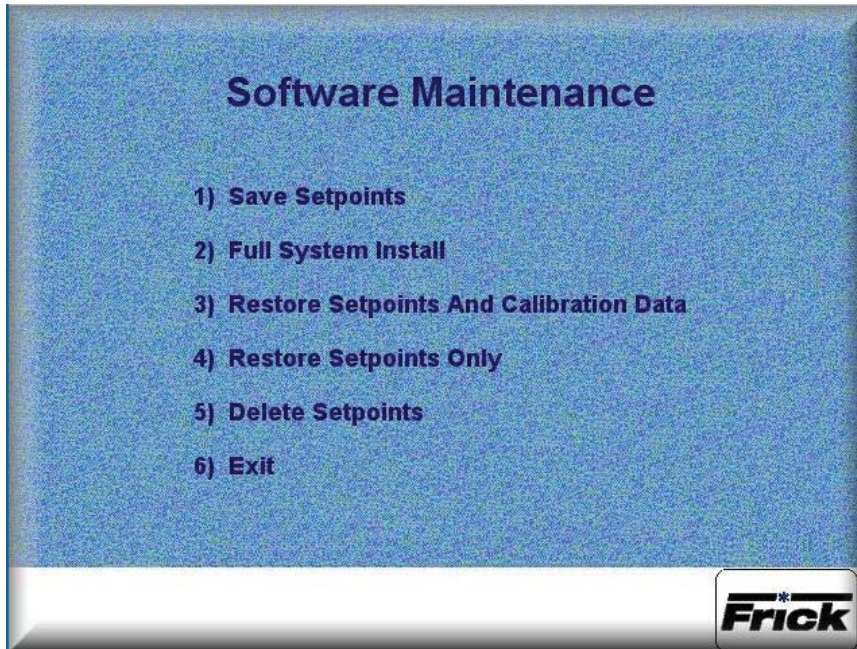 Software Maintenance
1) Save Setpoints
2) Full System Install
3) Restore Setpoints And Calibration Data
4) Restore Setpoints Only
5) Delete Setpoints
6) Exit
Frick